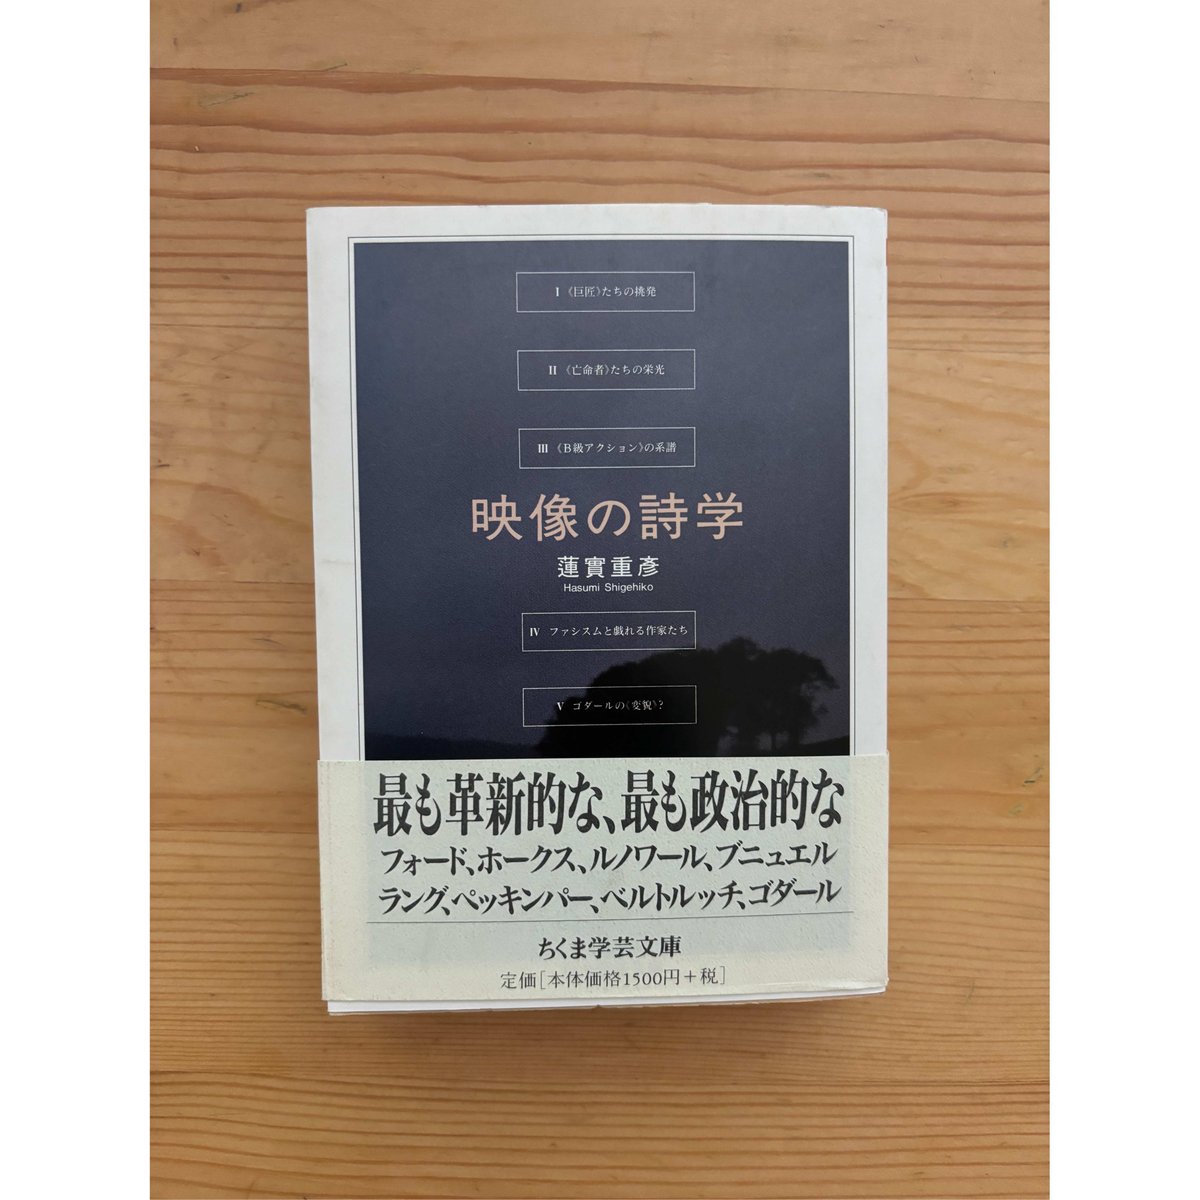 I 《巨匠》たちの挑発
II 《亡命者》たちの栄光
III 《B級アクション》の系譜
映像の詩学
蓮實重彥
Hasumi Shigehiko
IV ファシスムと戯れる作家たち
V ゴダールの《変貌》?
最も革新的な、最も政治的な
フォード、ホークス、ルノワール、ブニュエル
ラング、ペッキンパー、ベルトルッチ、ゴダール
ちくま学芸文庫
定価[本体価格1500円+税]